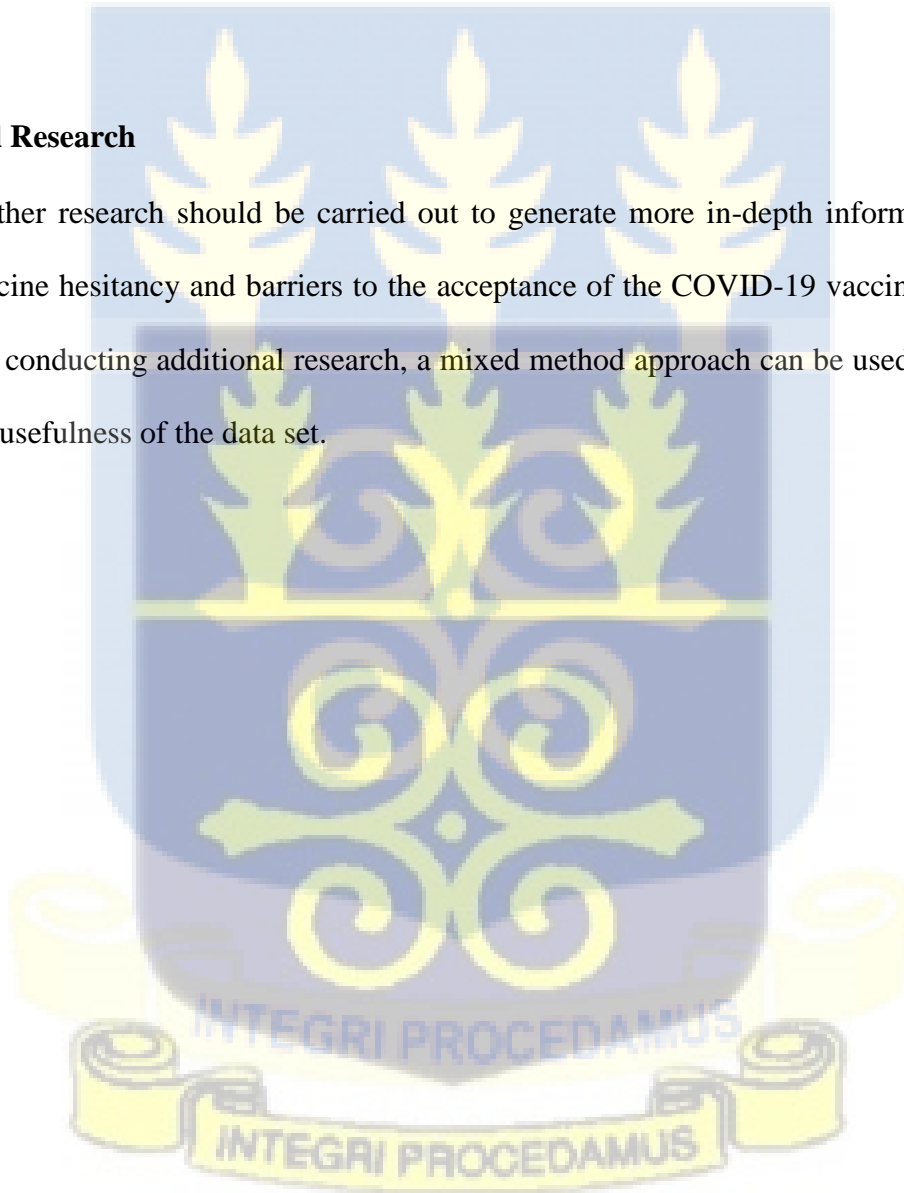 Research
ther research should be carried out to generate more in-depth inform
cine hesitancy and barriers to the acceptance of the COVID-19 vaccin
conducting additional research, a mixed method approach can be used
usefulness of the data set.
INTEGRI PROCEDAMUS
INTEGRI PROCEDAMUS